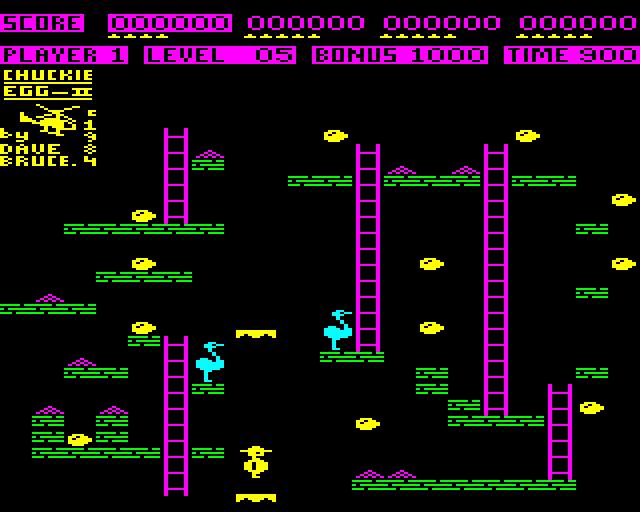 SCORE 000000 000000 000000 000000
PLAYER 1 LEVEL 05 BONUS 1000 TIME 900
CHUCKIE
EGG-II
by
DAVE
BRUCE.